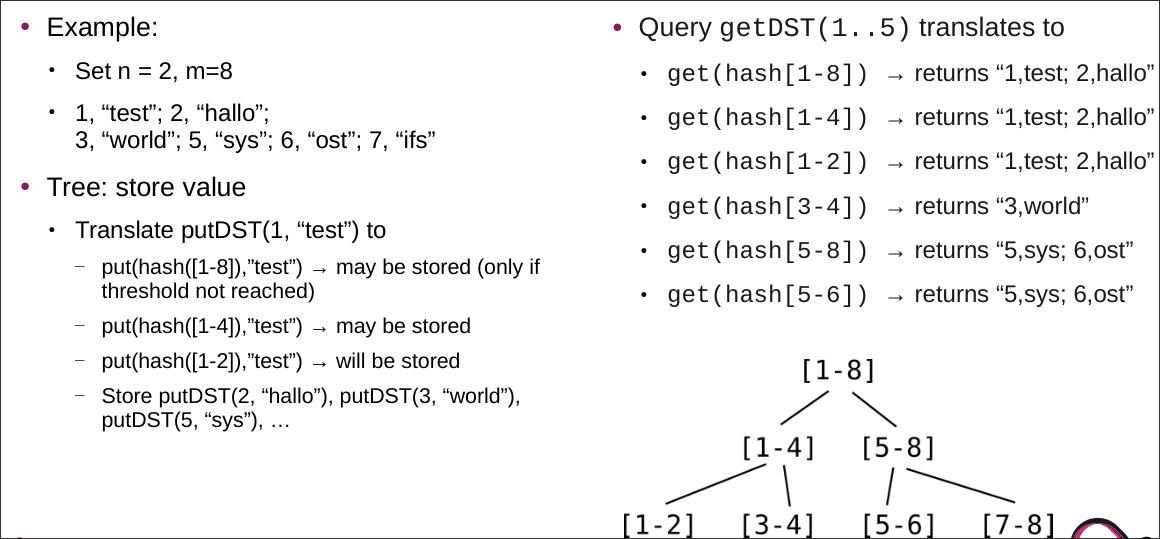 • Example:
• Set n = 2, m=8
• 1, “test”; 2, “hallo”;
3, “world”; 5, “sys”; 6, “ost”; 7, “ifs”
• Tree: store value
• Translate putDST(1, “test”) to
– put(hash([1-8]),”test”) → may be stored (only if
threshold not reached)
– put(hash([1-4]),”test”) → may be stored
– put(hash([1-2]),”test”) → will be stored
– Store putDST(2, “hallo”), putDST(3, “world”),
putDST(5, “sys”), …
• Query getDST(1..5) translates to
• get(hash[1-8]) → returns “1,test; 2,hallo”
• get(hash[1-4]) → returns “1,test; 2,hallo”
• get(hash[1-2]) → returns “1,test; 2,hallo”
• get(hash[3-4]) → returns “3,world”
• get(hash[5-8]) → returns “5,sys; 6,ost”
• get(hash[5-6]) → returns “5,sys; 6,ost”
[1-8]
[1-4] [5-8]
[1-2] [3-4] [5-6] [7-8]